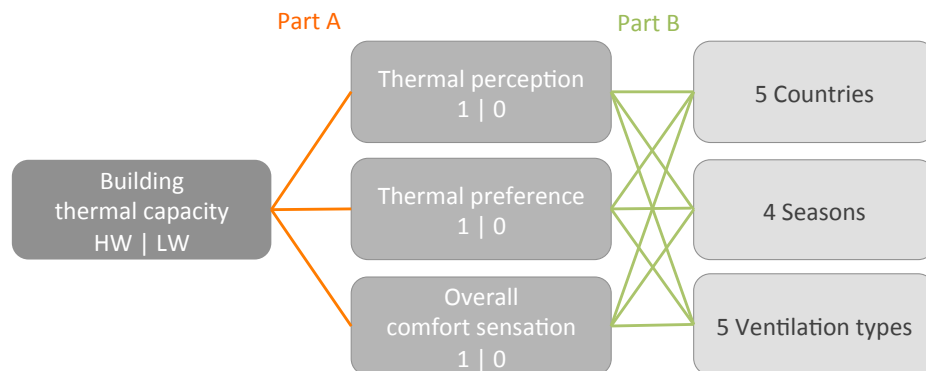 Part A
Part B
Building
thermal capacity
HW | LW
Thermal perception
1 | 0
Thermal preference
1 | 0
Overall
comfort sensation
1 | 0
5 Countries
4 Seasons
5 Ventilation types